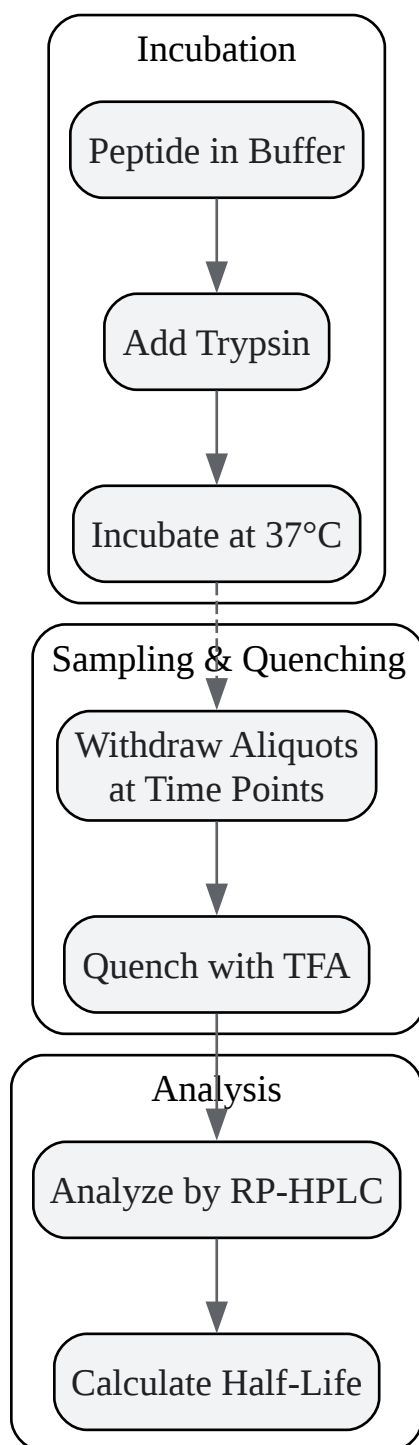 Incubation
Peptide in Buffer
Add Trypsin
Incubate at 37°C
Sampling & Quenching
Withdraw Aliquots
at Time Points
Quench with TFA
Analysis
Analyze by RP-HPLC
Calculate Half-Life